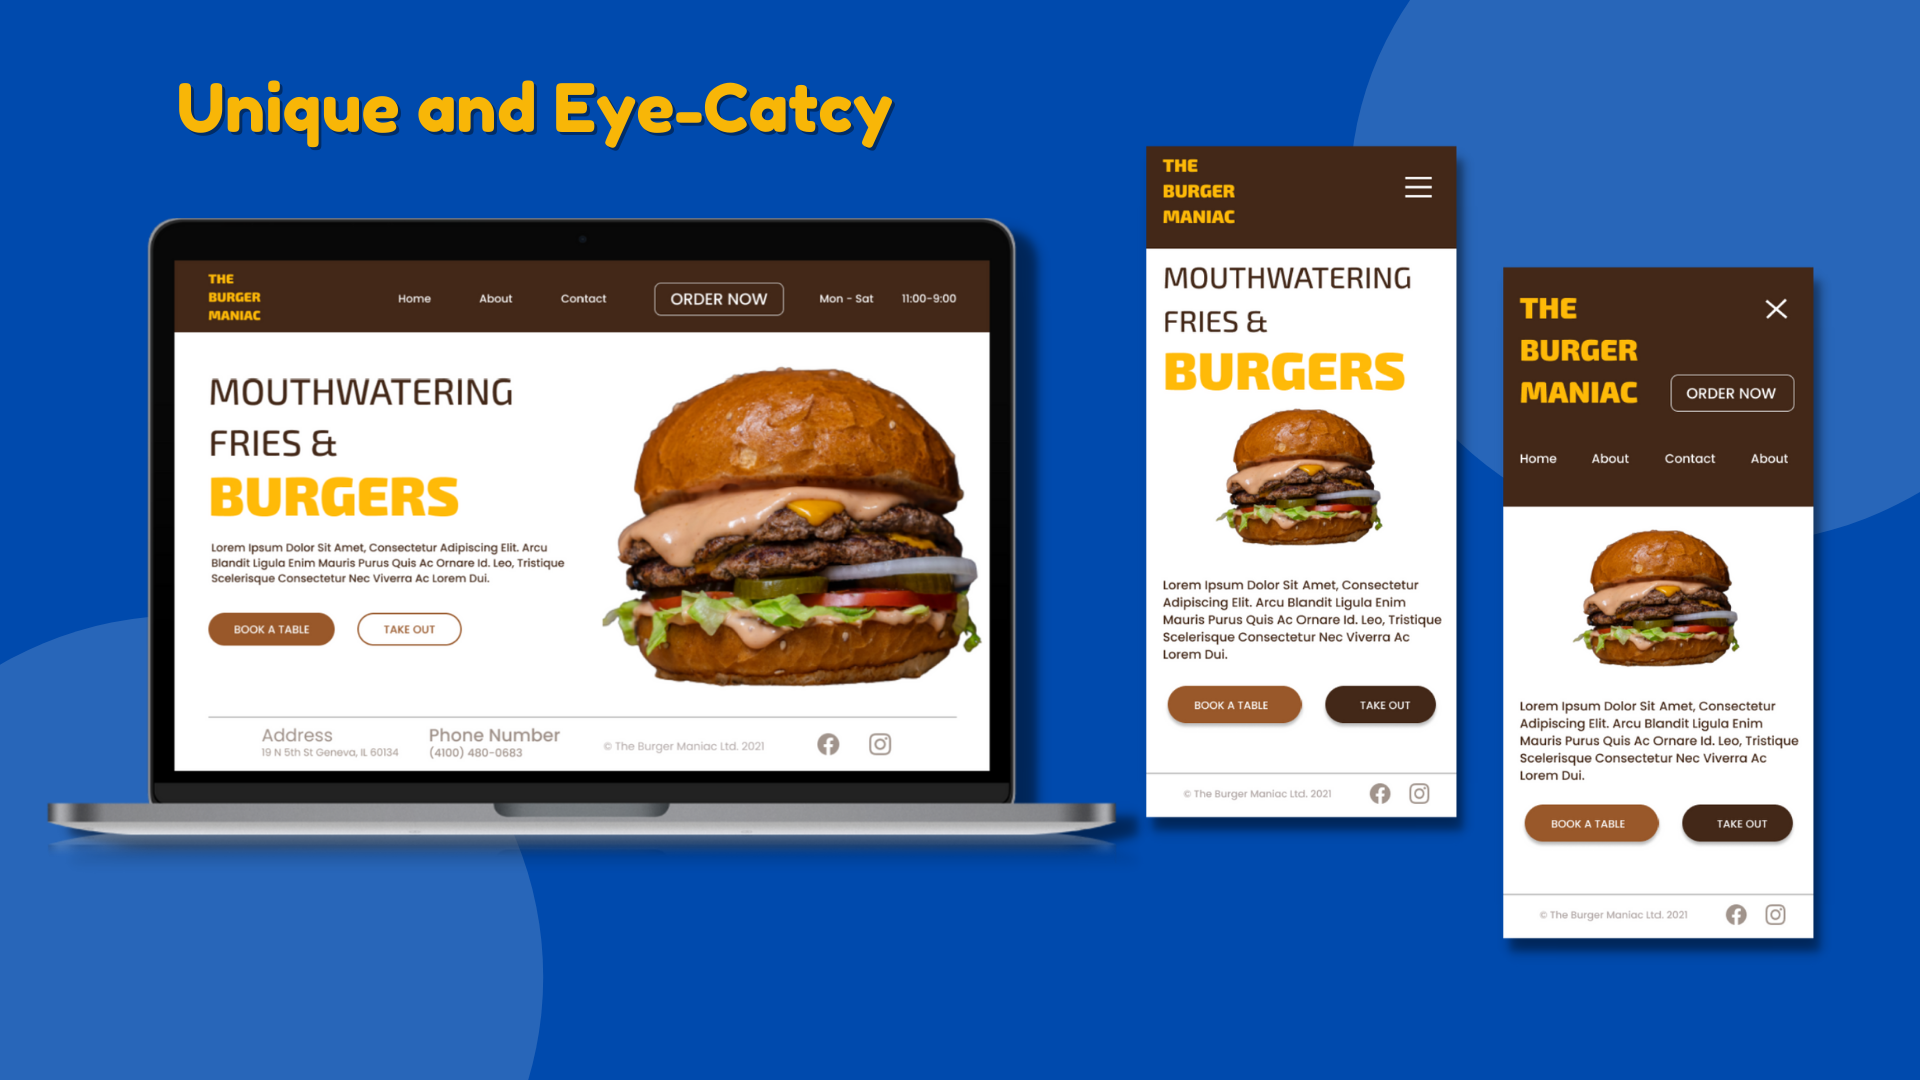 Unique and Eye-Catcy
THE
BURGER
MANIAC
Home About Contact ORDER NOW Mon - Sat 11:00-9:00
MOUTHWATERING
FRIES &
BURGERS
Lorem Ipsum Dolor Sit Amet, Consectetur Adipiscing Elit. Arcu
Blandit Ligula Enim Mauris Purus Quis Ac Ornare Id. Leo, Tristique
Scelerisque Consectetur Nec Viverra Ac Lorem Dui.
BOOK A TABLE TAKE OUT
Address
19 N 5th St Geneva, IL 60134
Phone Number
(4100) 480-0683
© The Burger Maniac Ltd. 2021
THE
BURGER
MANIAC
MOUTHWATERING
FRIES &
BURGERS
Lorem Ipsum Dolor Sit Amet, Consectetur
Adipiscing Elit. Arcu Blandit Ligula Enim
Mauris Purus Quis Ac Ornare Id. Leo, Tristique
Scelerisque Consectetur Nec Viverra Ac
Lorem Dui.
BOOK A TABLE TAKE OUT
© The Burger Maniac Ltd. 2021
THE
BURGER
MANIAC
ORDER NOW
Home About Contact About
Lorem Ipsum Dolor Sit Amet, Consectetur
Adipiscing Elit. Arcu Blandit Ligula Enim
Mauris Purus Quis Ac Ornare Id. Leo, Tristique
Scelerisque Consectetur Nec Viverra Ac
Lorem Dui.
BOOK A TABLE TAKE OUT
© The Burger Maniac Ltd. 2021